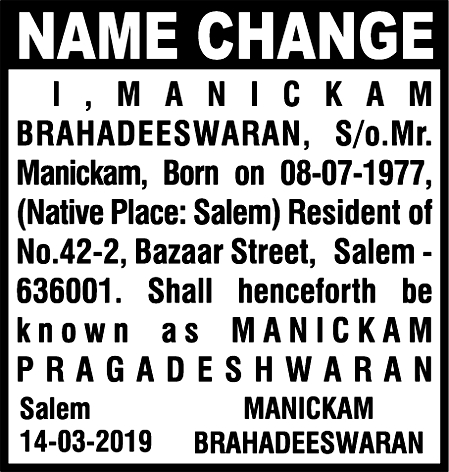 NAME CHANGE
I, MANICKAM
BRAHADEESWARAN, S/o.Mr.
Manickam, Born on 08-07-1977,
(Native Place: Salem) Resident of
No.42-2, Bazaar Street, Salem -
636001. Shall henceforth be
known as MANICKAM
PRAGADESHWARAN
Salem MANICKAM
14-03-2019 BRAHADEESWARAN